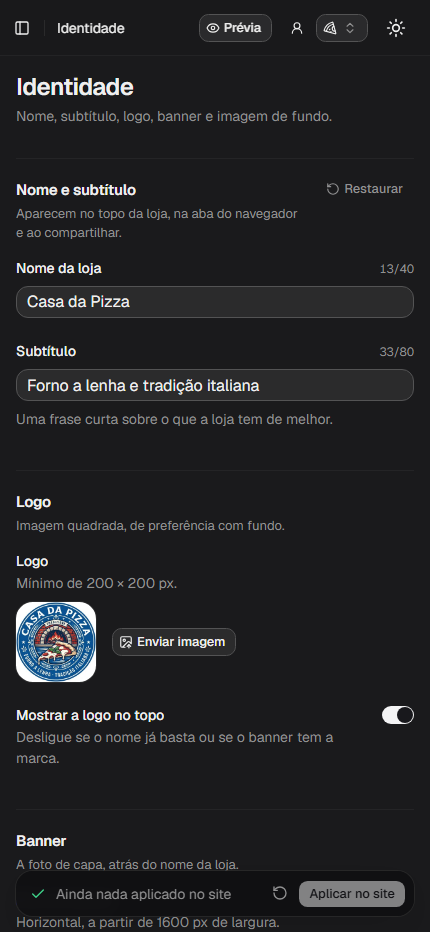 Identidade
Prévia
Identidade
Nome, subtítulo, logo, banner e imagem de fundo.
Nome e subtítulo
Restaurar
Aparecem no topo da loja, na aba do navegador
e ao compartilhar.
Nome da loja
13/40
Casa da Pizza
Subtítulo
33/80
Forno a lenha e tradição italiana
Uma frase curta sobre o que a loja tem de melhor.
Logo
Imagem quadrada, de preferência com fundo.
Logo
Mínimo de 200 × 200 px.
CASA DA PIZZA
FORNO A LENHA · TRADIÇÃO ITALIANA
Enviar imagem
Mostrar a logo no topo
Desligue se o nome já basta ou se o banner tem a
marca.
Banner
A foto de capa, atrás do nome da loja.
Ainda nada aplicado no site
Aplicar no site
Horizontal, a partir de 1600 px de largura.